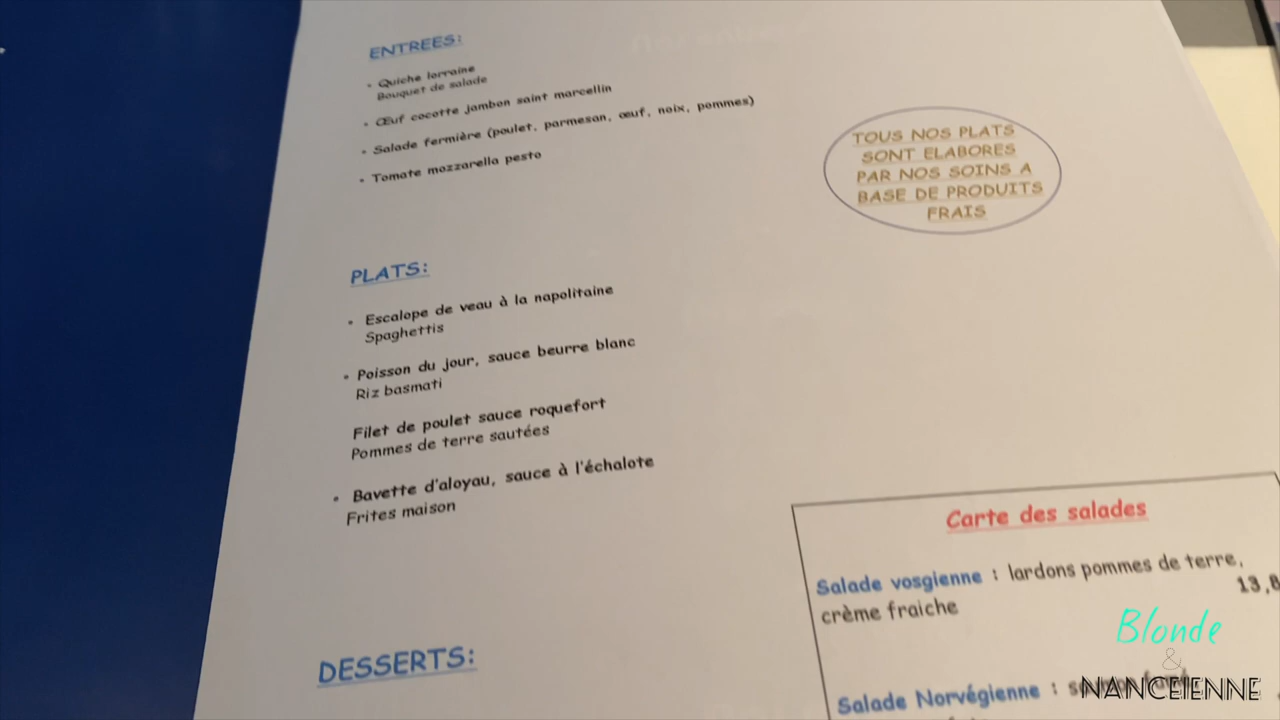 ENTREES:
• Quiche lorraine
Bouquet de salade
• Œuf cocotte jambon saint marcellin
• Salade fermière (poulet, parmesan, œuf, noix, pommes)
• Tomate mozzarella pesto
TOUS NOS PLATS
SONT ELABORES
PAR NOS SOINS A
BASE DE PRODUITS
FRAIS
PLATS:
• Escalope de veau à la napolitaine
Spaghettis
• Poisson du jour, sauce beurre blanc
Riz basmati
Filet de poulet sauce roquefort
Pommes de terre sautées
• Bavette d'aloyau, sauce à l'échalote
Frites maison
DESSERTS:
Carte des salades
Salade vosgienne : lardons pommes de terre,
13,8
crème fraiche
Salade Norvégienne :
Blonde
&
NANCEIENNE